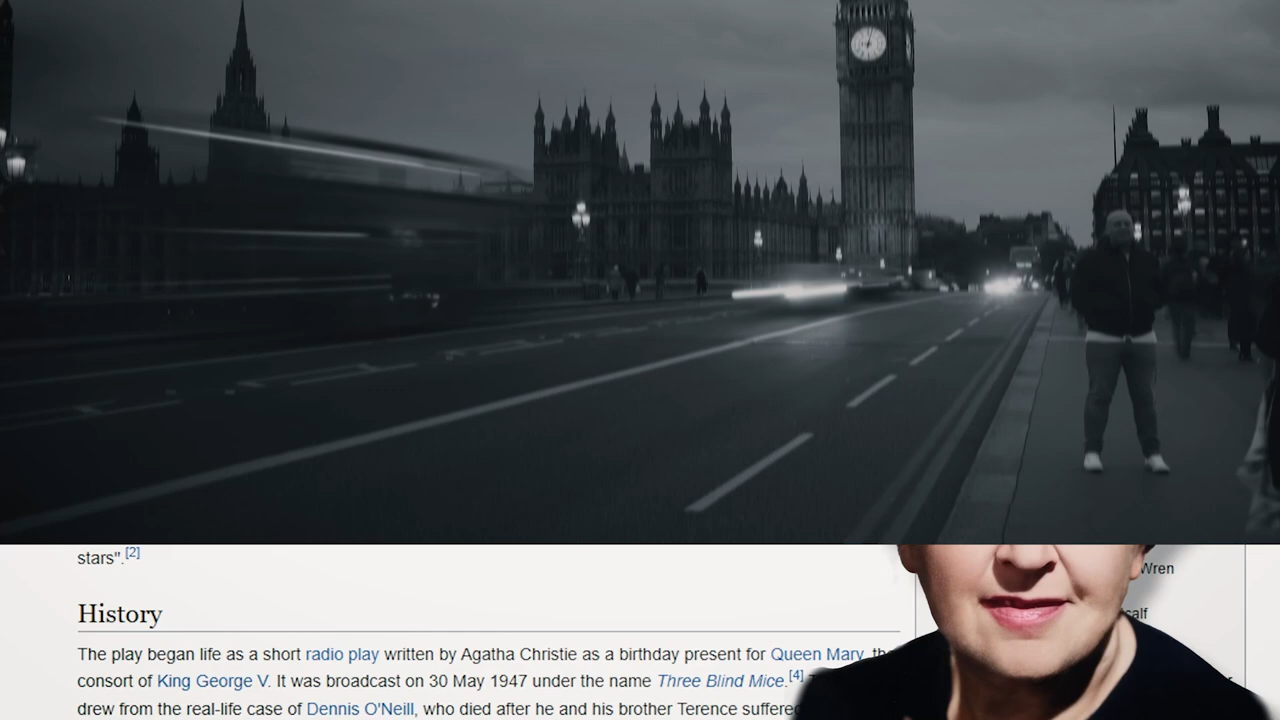 stars".[2]
Wren
History
The play began life as a short radio play written by Agatha Christie as a birthday present for Queen Mary, the
consort of King George V. It was broadcast on 30 May 1947 under the name Three Blind Mice.[4]
drew from the real-life case of Dennis O'Neill, who died after he and his brother Terence suffered